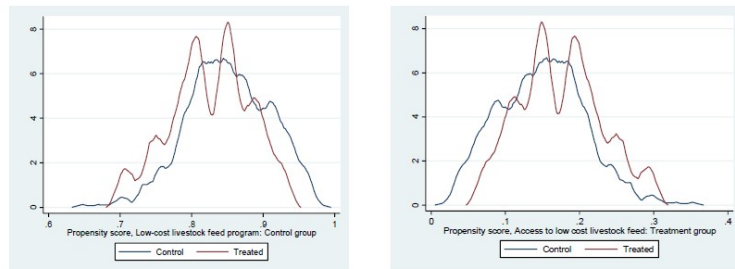 8
6
4
2
0
.6 .7 .8 .9 1
Propensity score, Low-cost livestock feed program: Control group
Control Treated
8
6
4
2
0
0 .1 .2 .3 .4
Propensity score, Access to low cost livestock feed: Treatment group
Control Treated